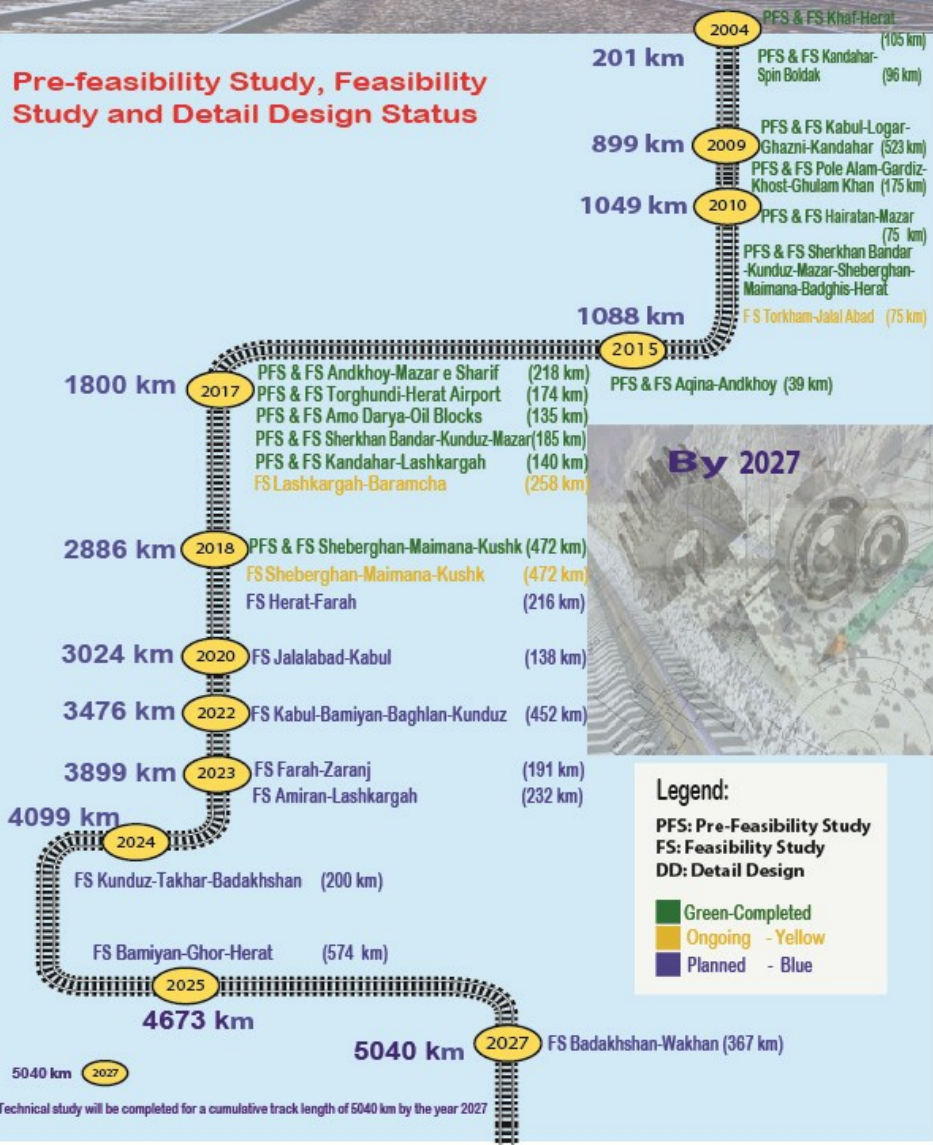 Pre-feasibility Study, Feasibility
Study and Detail Design Status
2004
201 km
PFS & FS Khaf-Herat
(105 km)
PFS & FS Kandahar-
Spin Boldak (96 km)
899 km
2009
PFS & FS Kabul-Logar-
Ghazni-Kandahar (523 km)
PFS & FS Pole Alam-Gardiz-
Khost-Ghulam Khan (175 km)
1049 km
2010
PFS & FS Hairatan-Mazar
(75 km)
PFS & FS Sherkhan Bandar
-Kunduz-Mazar-Sheberghan-
Maimana-Badghis-Herat
F S Torkham-Jalal Abad (75 km)
1088 km
2015
PFS & FS Aqina-Andkhoy (39 km)
1800 km
2017
PFS & FS Andkhoy-Mazar e Sharif (218 km)
PFS & FS Torghundi-Herat Airport (174 km)
PFS & FS Amo Darya-Oil Blocks (135 km)
PFS & FS Sherkhan Bandar-Kunduz-Mazar(185 km)
PFS & FS Kandahar-Lashkargah (140 km)
FS Lashkargah-Baramcha (258 km)
By 2027
2886 km
2018
PFS & FS Sheberghan-Maimana-Kushk (472 km)
FS Sheberghan-Maimana-Kushk (472 km)
FS Herat-Farah (216 km)
3024 km
2020
FS Jalalabad-Kabul (138 km)
3476 km
2022
FS Kabul-Bamiyan-Baghlan-Kunduz (452 km)
3899 km
2023
FS Farah-Zaranj (191 km)
FS Amiran-Lashkargah (232 km)
4099 km
2024
FS Kunduz-Takhar-Badakhshan (200 km)
FS Bamiyan-Ghor-Herat (574 km)
2025
4673 km
5040 km
2027
FS Badakhshan-Wakhan (367 km)
Legend:
PFS: Pre-Feasibility Study
FS: Feasibility Study
DD: Detail Design
Green-Completed
Ongoing - Yellow
Planned - Blue
5040 km 2027
Technical study will be completed for a cumulative track length of 5040 km by the year 2027